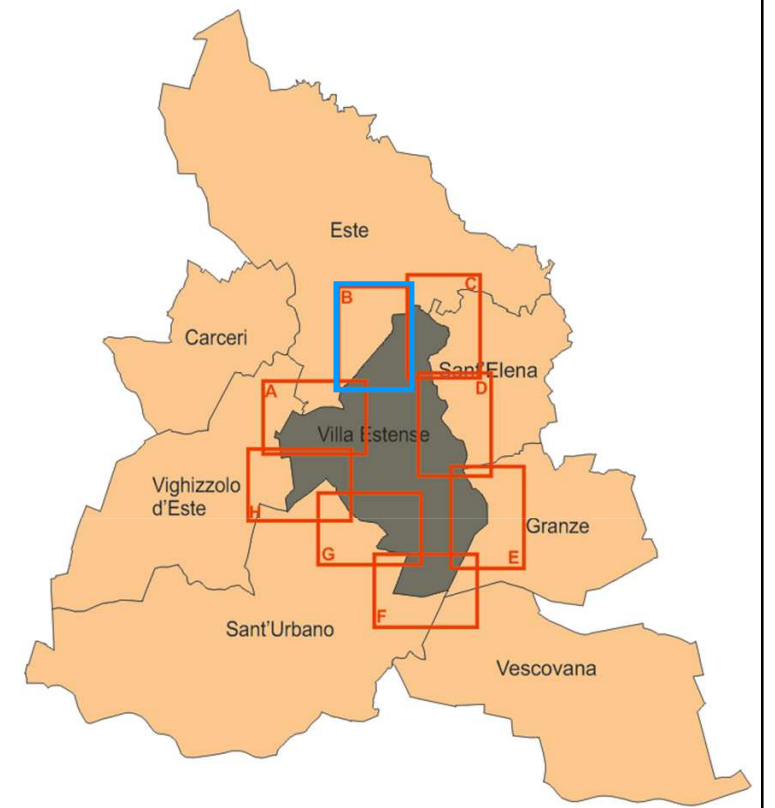 Este
B
C
Carceri
Sant'Elena
A
D
Villa Estense
Vighizzolo
d'Este
H
Granze
G
E
F
Sant'Urbano
Vescovana